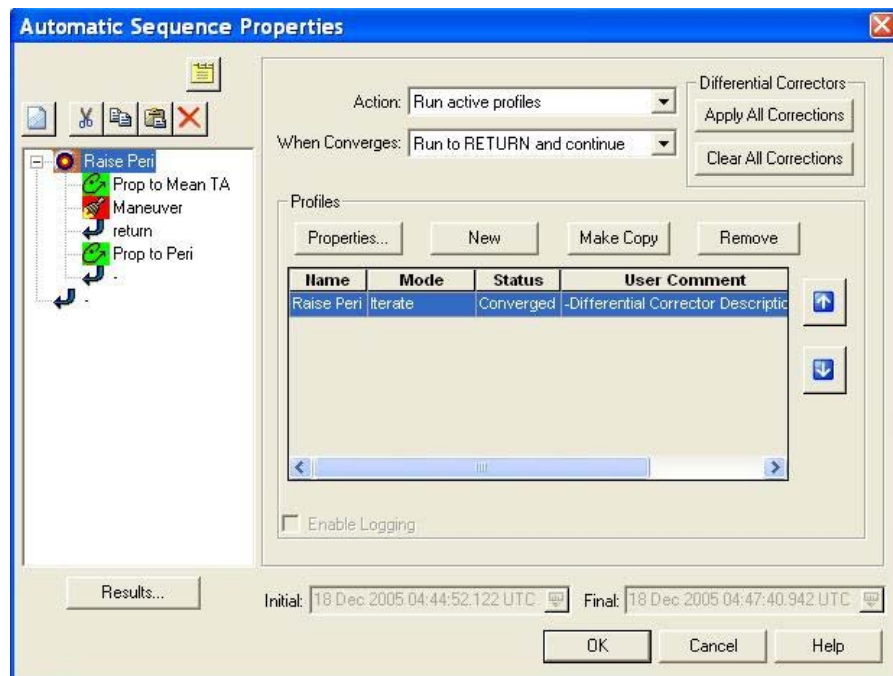 Automatic Sequence Properties
Raise Peri
Prop to Mean TA
Maneuver
return
Prop to Peri
-
-
Action: Run active profiles
When Converges: Run to RETURN and continue
Differential Correctors
Apply All Corrections
Clear All Corrections
Profiles
Properties...
New
Make Copy
Remove
Name Mode Status User Comment
Raise Peri Iterate Converged -Differential Corrector Descriptic
Enable Logging
Results...
Initial: 18 Dec 2005 04:44:52.122 UTC
Final: 18 Dec 2005 04:47:40.942 UTC
OK
Cancel
Help